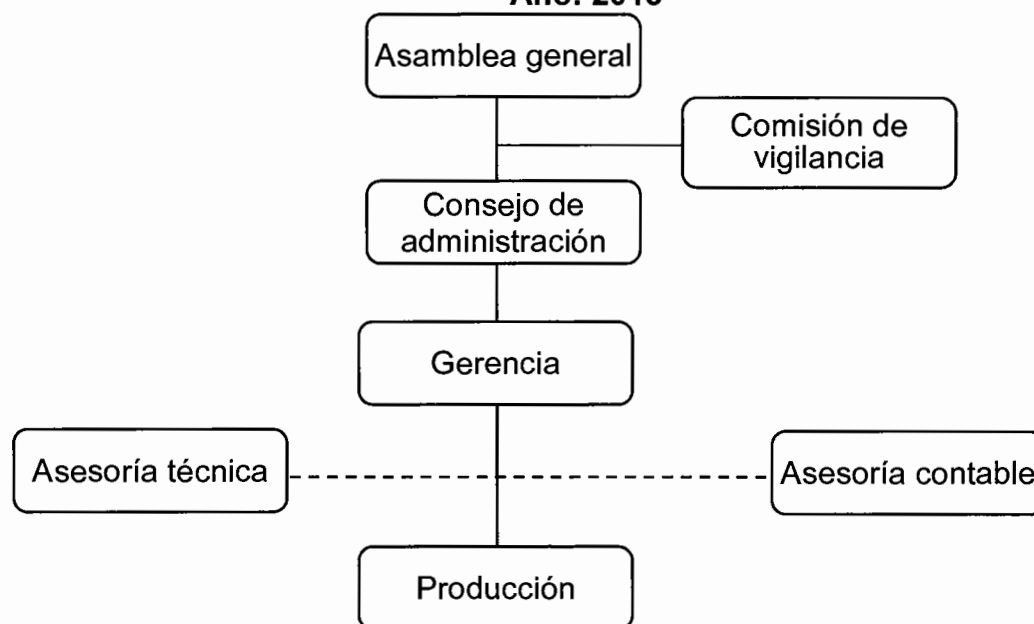 Asamblea general
Comisión de
vigilancia
Consejo de
administración
Gerencia
Asesoría técnica
Asesoría contable
Producción